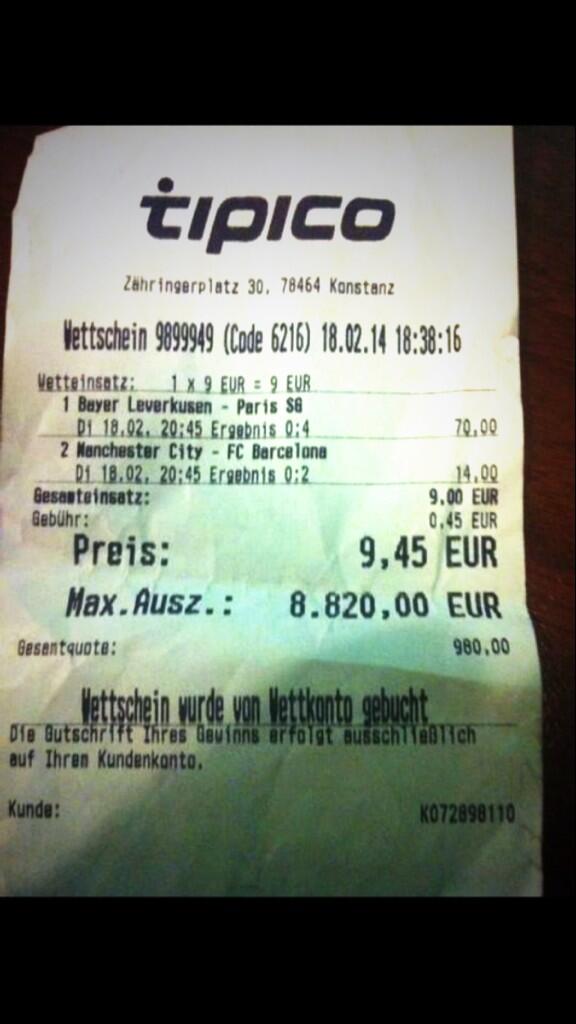 tipico
Zähringerplatz 30, 78464 Konstanz
Wettschein 9899949 (Code 6216) 18.02.14 18:38:16
Wetteinsatz: 1 x 9 EUR = 9 EUR
1 Bayer Leverkusen - Paris SG
Di 18.02. 20:45 Ergebnis 0:4 70,00
2 Manchester City - FC Barcelona
Di 18.02. 20:45 Ergebnis 0:2 14,00
Gesamteinsatz: 9.00 EUR
Gebühr: 0,45 EUR
Preis: 9,45 EUR
Max.Ausz.: 8.820,00 EUR
Gesamtquote: 980,00
Wettschein wurde von Wettkonto gebucht
Die Gutschrift Ihres Gewinns erfolgt ausschließlich
auf Ihren Kundenkonto.
Kunde: K072898110